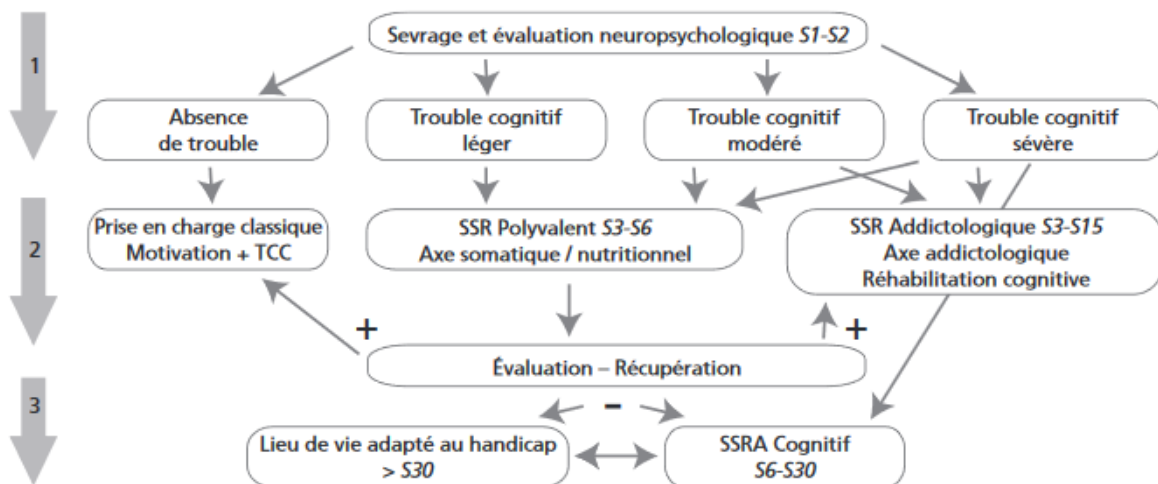 Sevrage et évaluation neuropsychologique S1-S2
1
Absence
de trouble
Trouble cognitif
léger
Trouble cognitif
modéré
Trouble cognitif
sévère
2
Prise en charge classique
Motivation + TCC
SSR Polyvalent S3-S6
Axe somatique / nutritionnel
SSR Addictologique S3-S15
Axe addictologique
Réhabilitation cognitive
+
+
Évaluation – Récupération
3
–
Lieu de vie adapté au handicap
> S30
SSRA Cognitif
S6-S30